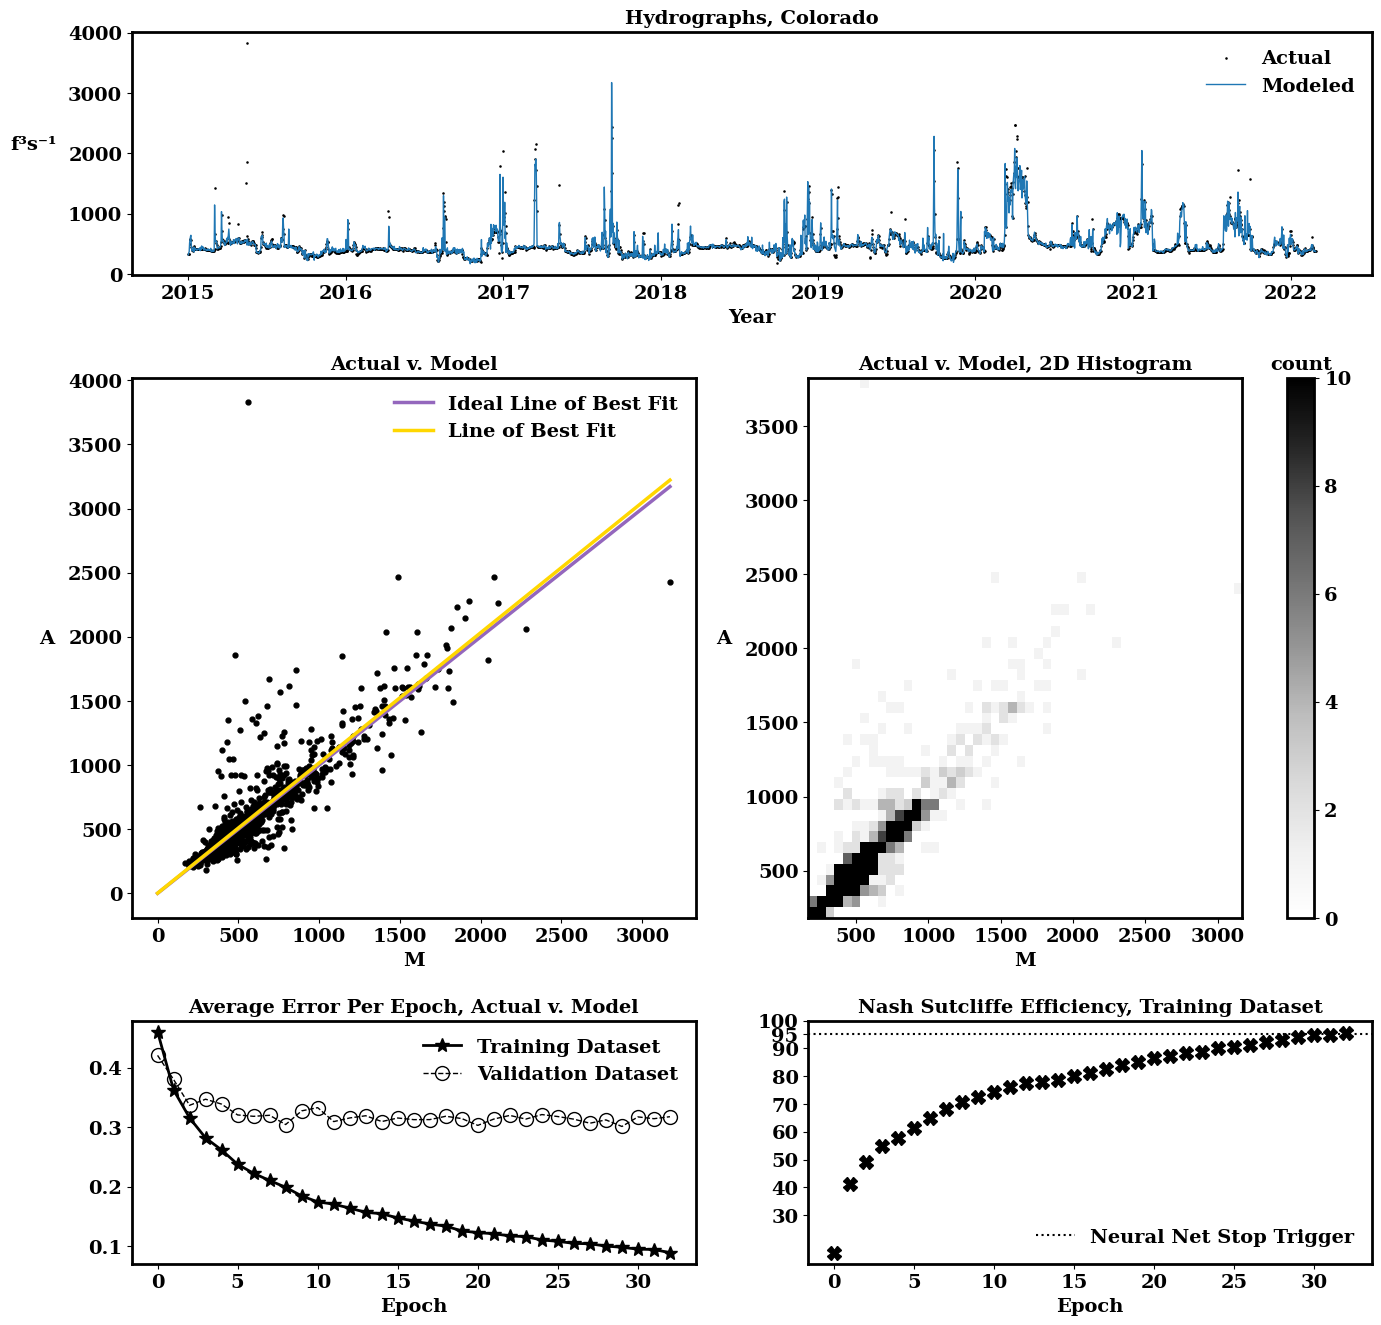 Hydrographs, Colorado
4000
3000
2000
1000
0
f³s⁻¹
Actual
Modeled
2015 2016 2017 2018 2019 2020 2021 2022
Year
Actual v. Model
4000
3500
3000
2500
2000
1500
1000
500
0
A
Ideal Line of Best Fit
Line of Best Fit
0 500 1000 1500 2000 2500 3000
M
Actual v. Model, 2D Histogram
3500
3000
2500
2000
1500
1000
500
A
500 1000 1500 2000 2500 3000
M
count
10
8
6
4
2
0
Average Error Per Epoch, Actual v. Model
0.4
0.3
0.2
0.1
Training Dataset
Validation Dataset
0 5 10 15 20 25 30
Epoch
Nash Sutcliffe Efficiency, Training Dataset
100
95
90
80
70
60
50
40
30
Neural Net Stop Trigger
0 5 10 15 20 25 30
Epoch